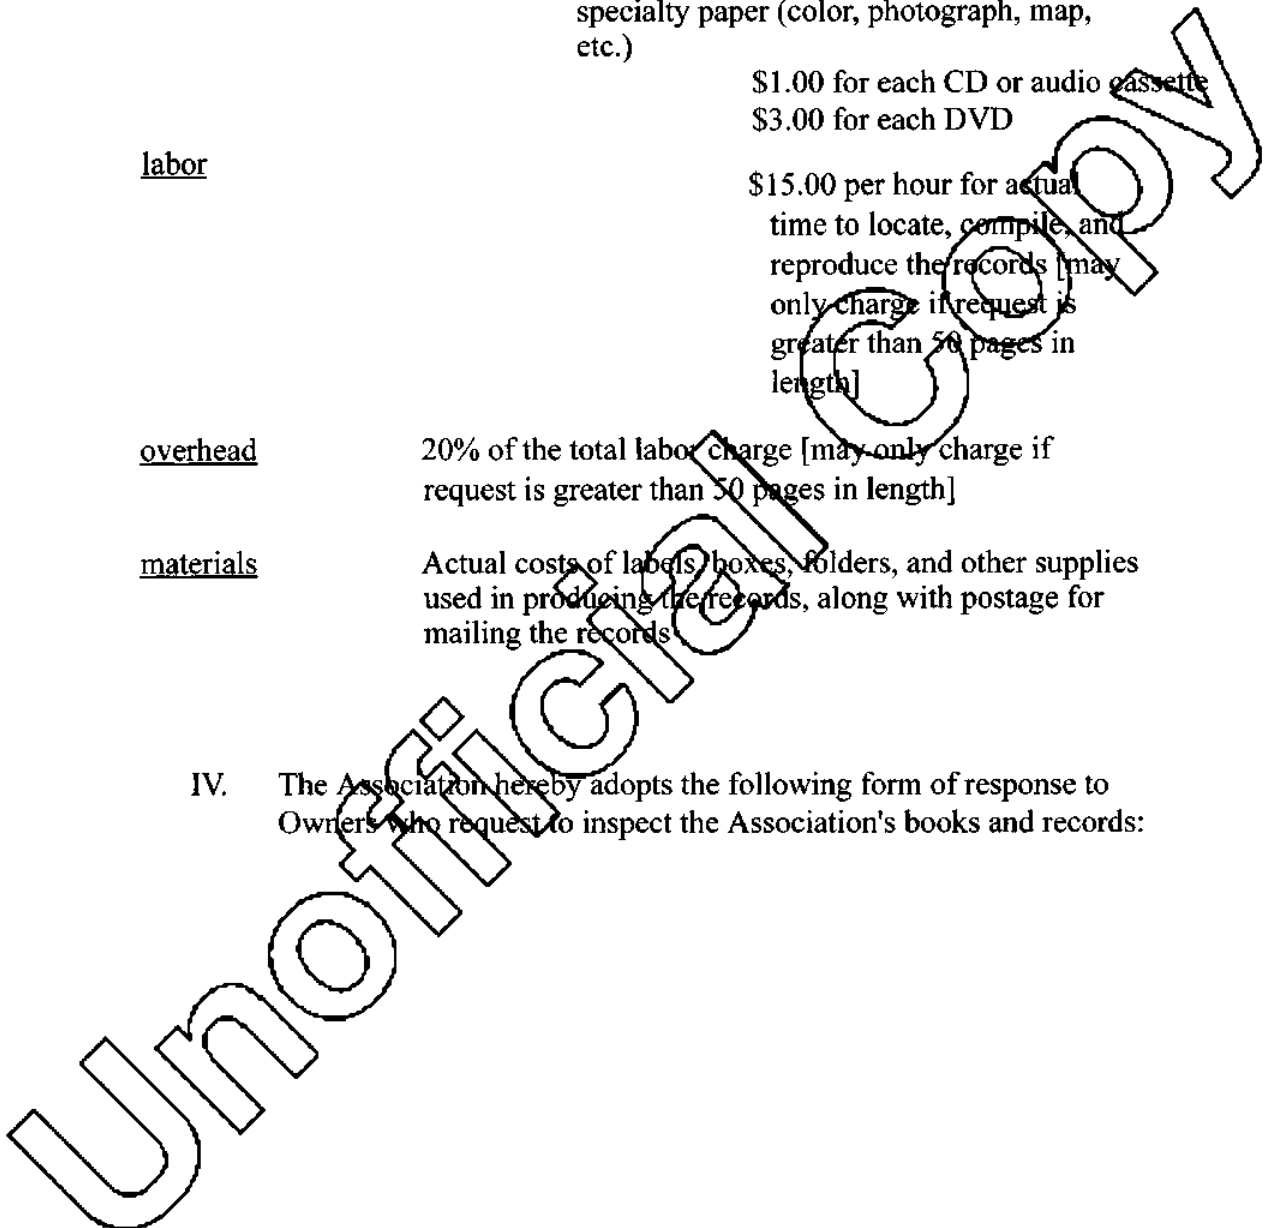 specialty paper (color, photograph, map,
etc.)
$1.00 for each CD or audio cassette
$3.00 for each DVD
labor
$15.00 per hour for actual
time to locate, compile, and
reproduce the records [may
only charge if request is
greater than 50 pages in
length]
overhead
20% of the total labor charge [may only charge if
request is greater than 50 pages in length]
materials
Actual costs of labels, boxes, folders, and other supplies
used in producing the records, along with postage for
mailing the records
IV. The Association hereby adopts the following form of response to
Owners who request to inspect the Association's books and records:
Unofficial Copy